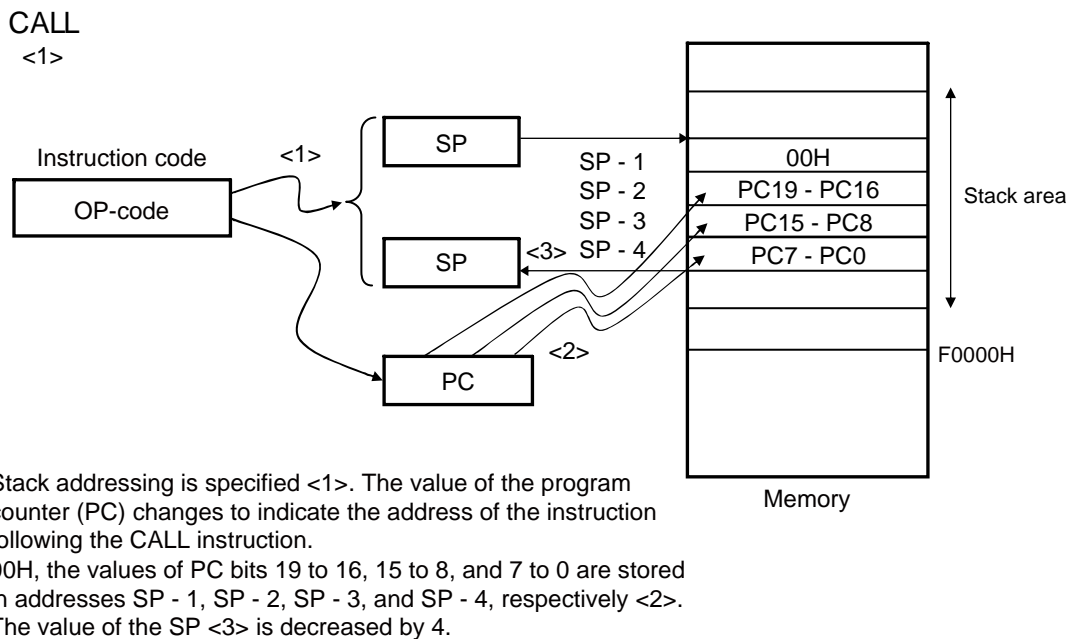 CALL
<1>
Instruction code
OP-code
<1>
SP
SP
PC
<3>
<2>
SP - 1
SP - 2
SP - 3
SP - 4
00H
PC19 - PC16
PC15 - PC8
PC7 - PC0
Stack area
F0000H
Memory
Stack addressing is specified <1>. The value of the program
counter (PC) changes to indicate the address of the instruction
following the CALL instruction.
00H, the values of PC bits 19 to 16, 15 to 8, and 7 to 0 are stored
in addresses SP - 1, SP - 2, SP - 3, and SP - 4, respectively <2>.
The value of the SP <3> is decreased by 4.